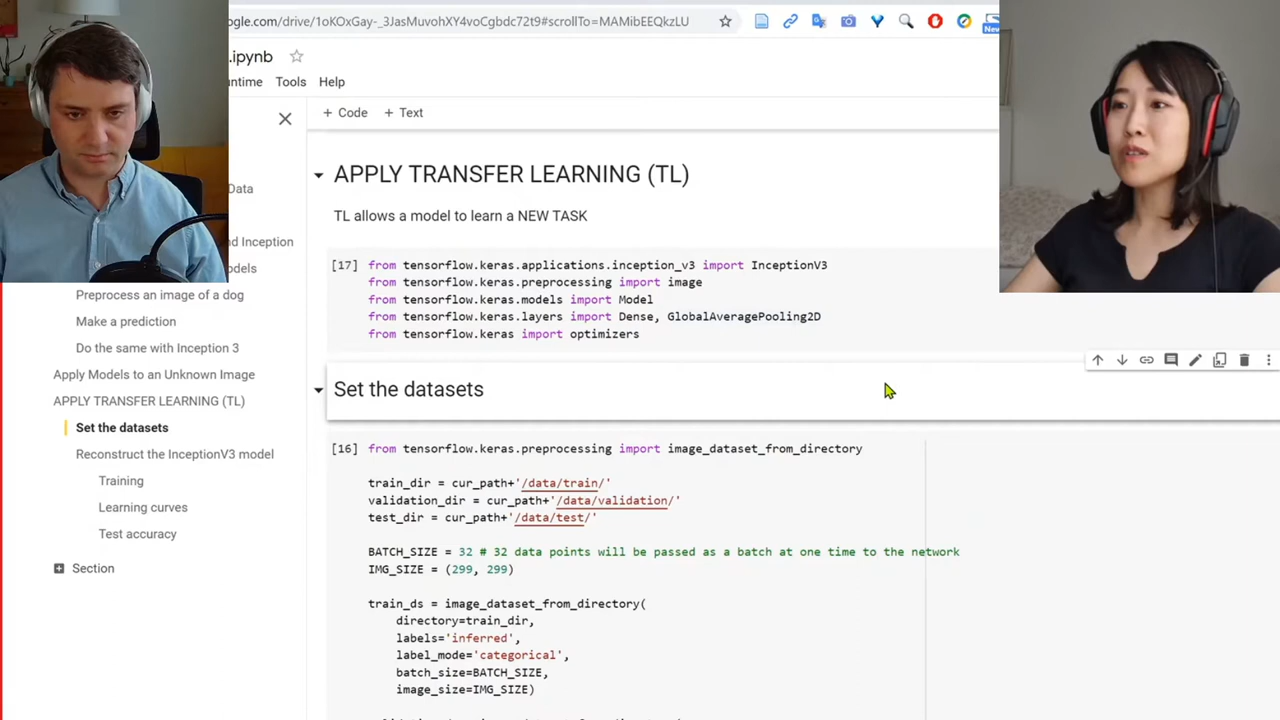 gle.com/drive/1oKOxGay-_3JasMuvohXY4voCgbdc72t9#scrollTo=MAMibEEQkzLU
New
.ipynb
untime Tools Help
+ Code + Text
Data
nd Inception
dels
Preprocess an image of a dog
Make a prediction
Do the same with Inception 3
Apply Models to an Unknown Image
APPLY TRANSFER LEARNING (TL)
Set the datasets
Reconstruct the InceptionV3 model
Training
Learning curves
Test accuracy
Section
APPLY TRANSFER LEARNING (TL)
TL allows a model to learn a NEW TASK
[17] from tensorflow.keras.applications.inception_v3 import InceptionV3
from tensorflow.keras.preprocessing import image
from tensorflow.keras.models import Model
from tensorflow.keras.layers import Dense, GlobalAveragePooling2D
from tensorflow.keras import optimizers
Set the datasets
[16] from tensorflow.keras.preprocessing import image_dataset_from_directory
train_dir = cur_path+'/data/train/'
validation_dir = cur_path+'/data/validation/'
test_dir = cur_path+'/data/test/'
BATCH_SIZE = 32 # 32 data points will be passed as a batch at one time to the network
IMG_SIZE = (299, 299)
train_ds = image_dataset_from_directory(
directory=train_dir,
labels='inferred',
label_mode='categorical',
batch_size=BATCH_SIZE,
image_size=IMG_SIZE)